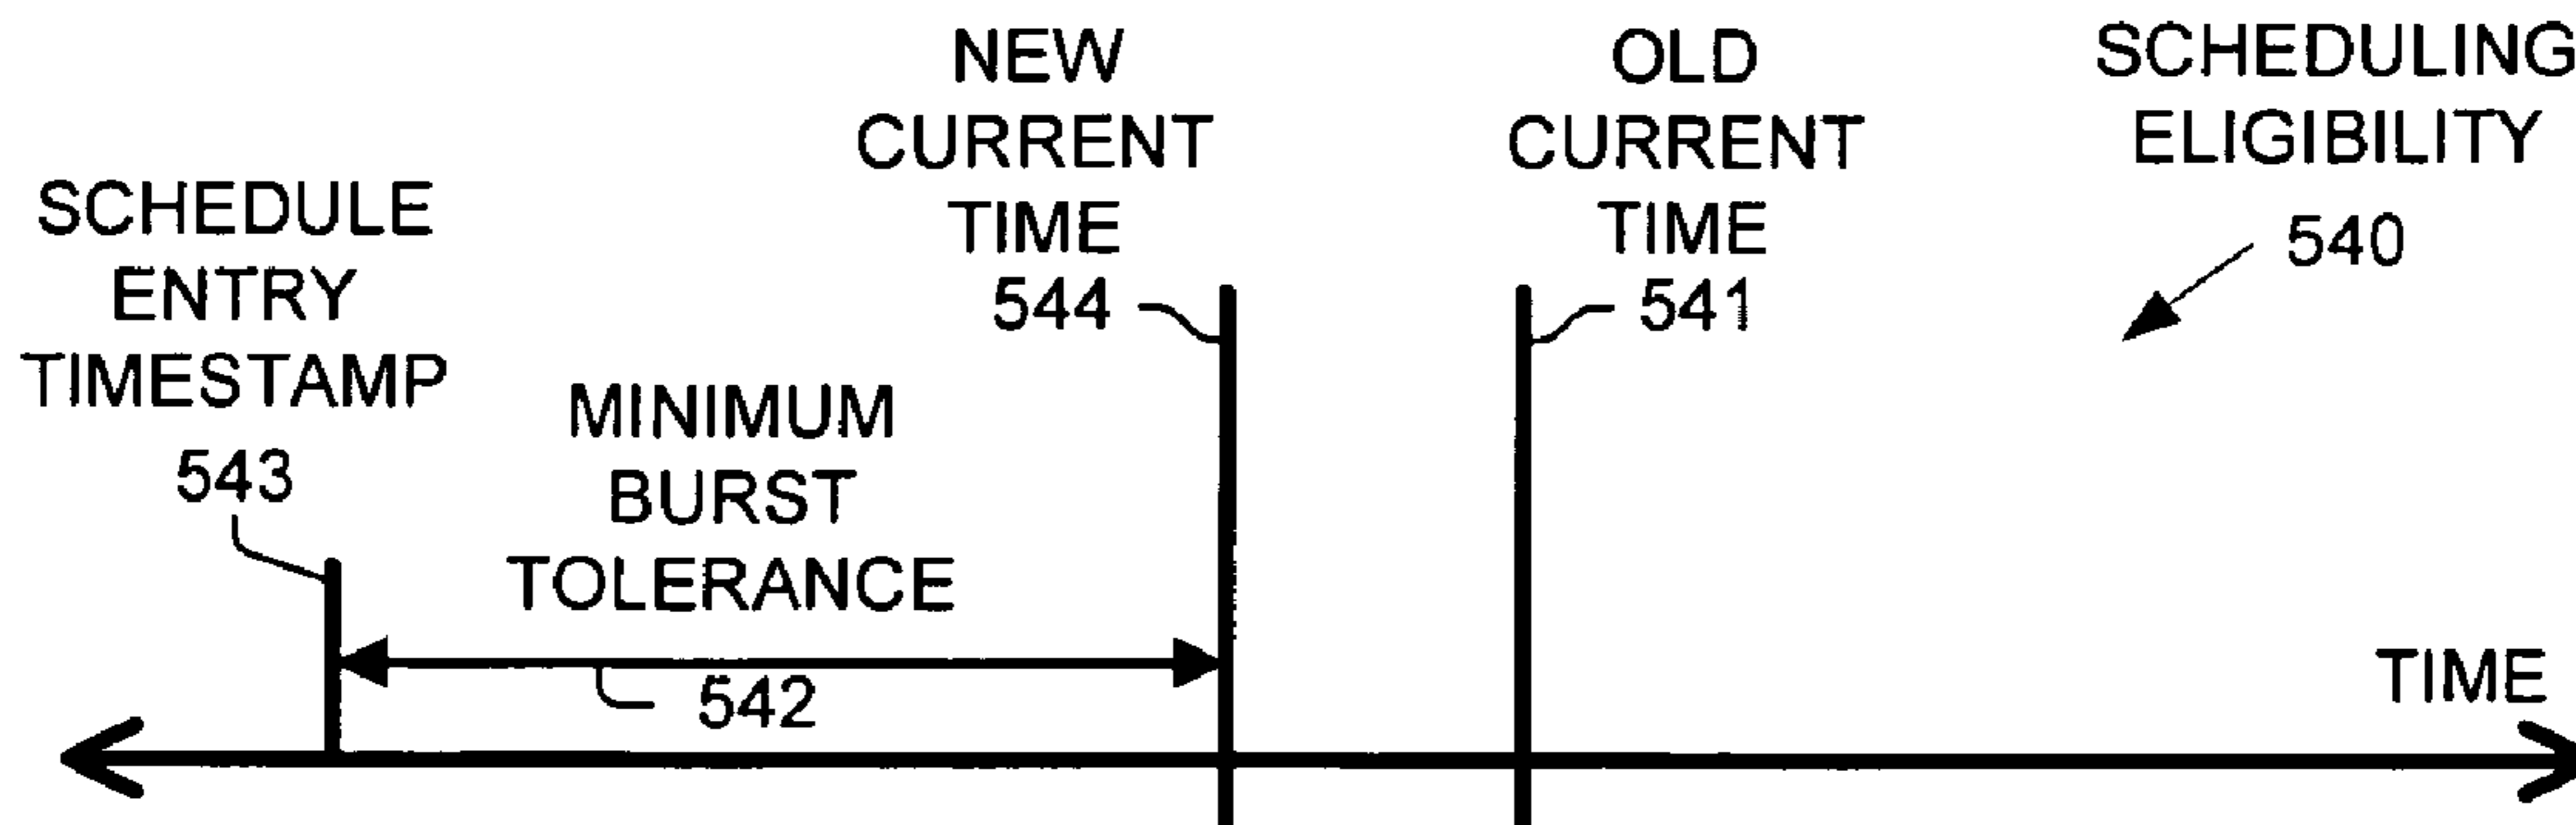 SCHEDULE
ENTRY
TIMESTAMP
543
MINIMUM
BURST
TOLERANCE
542
NEW
CURRENT
TIME
544
OLD
CURRENT
TIME
541
SCHEDULING
ELIGIBILITY
540
TIME